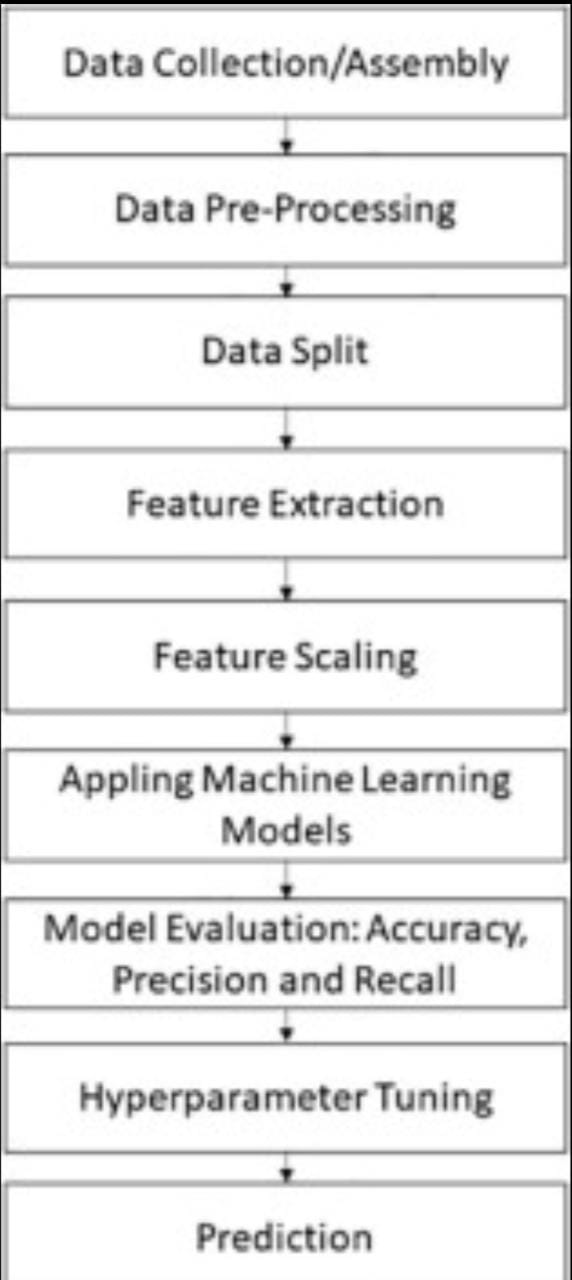 Data Collection/Assembly
Data Pre-Processing
Data Split
Feature Extraction
Feature Scaling
Appling Machine Learning
Models
Model Evaluation: Accuracy,
Precision and Recall
Hyperparameter Tuning
Prediction